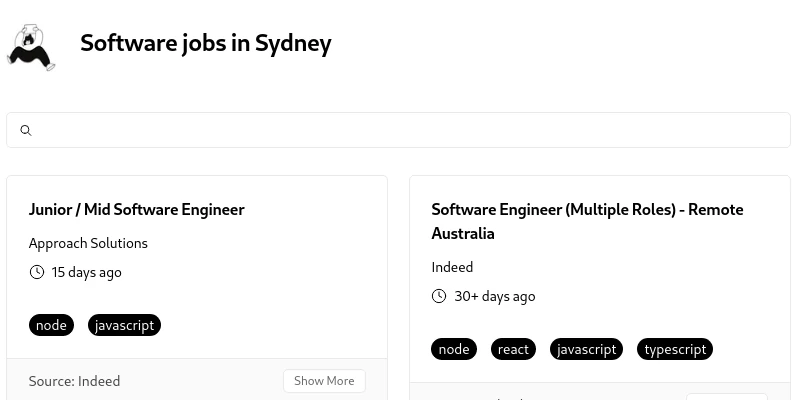 Software jobs in Sydney
Junior / Mid Software Engineer
Approach Solutions
15 days ago
node javascript
Source: Indeed Show More
Software Engineer (Multiple Roles) - Remote
Australia
Indeed
30+ days ago
node react javascript typescript